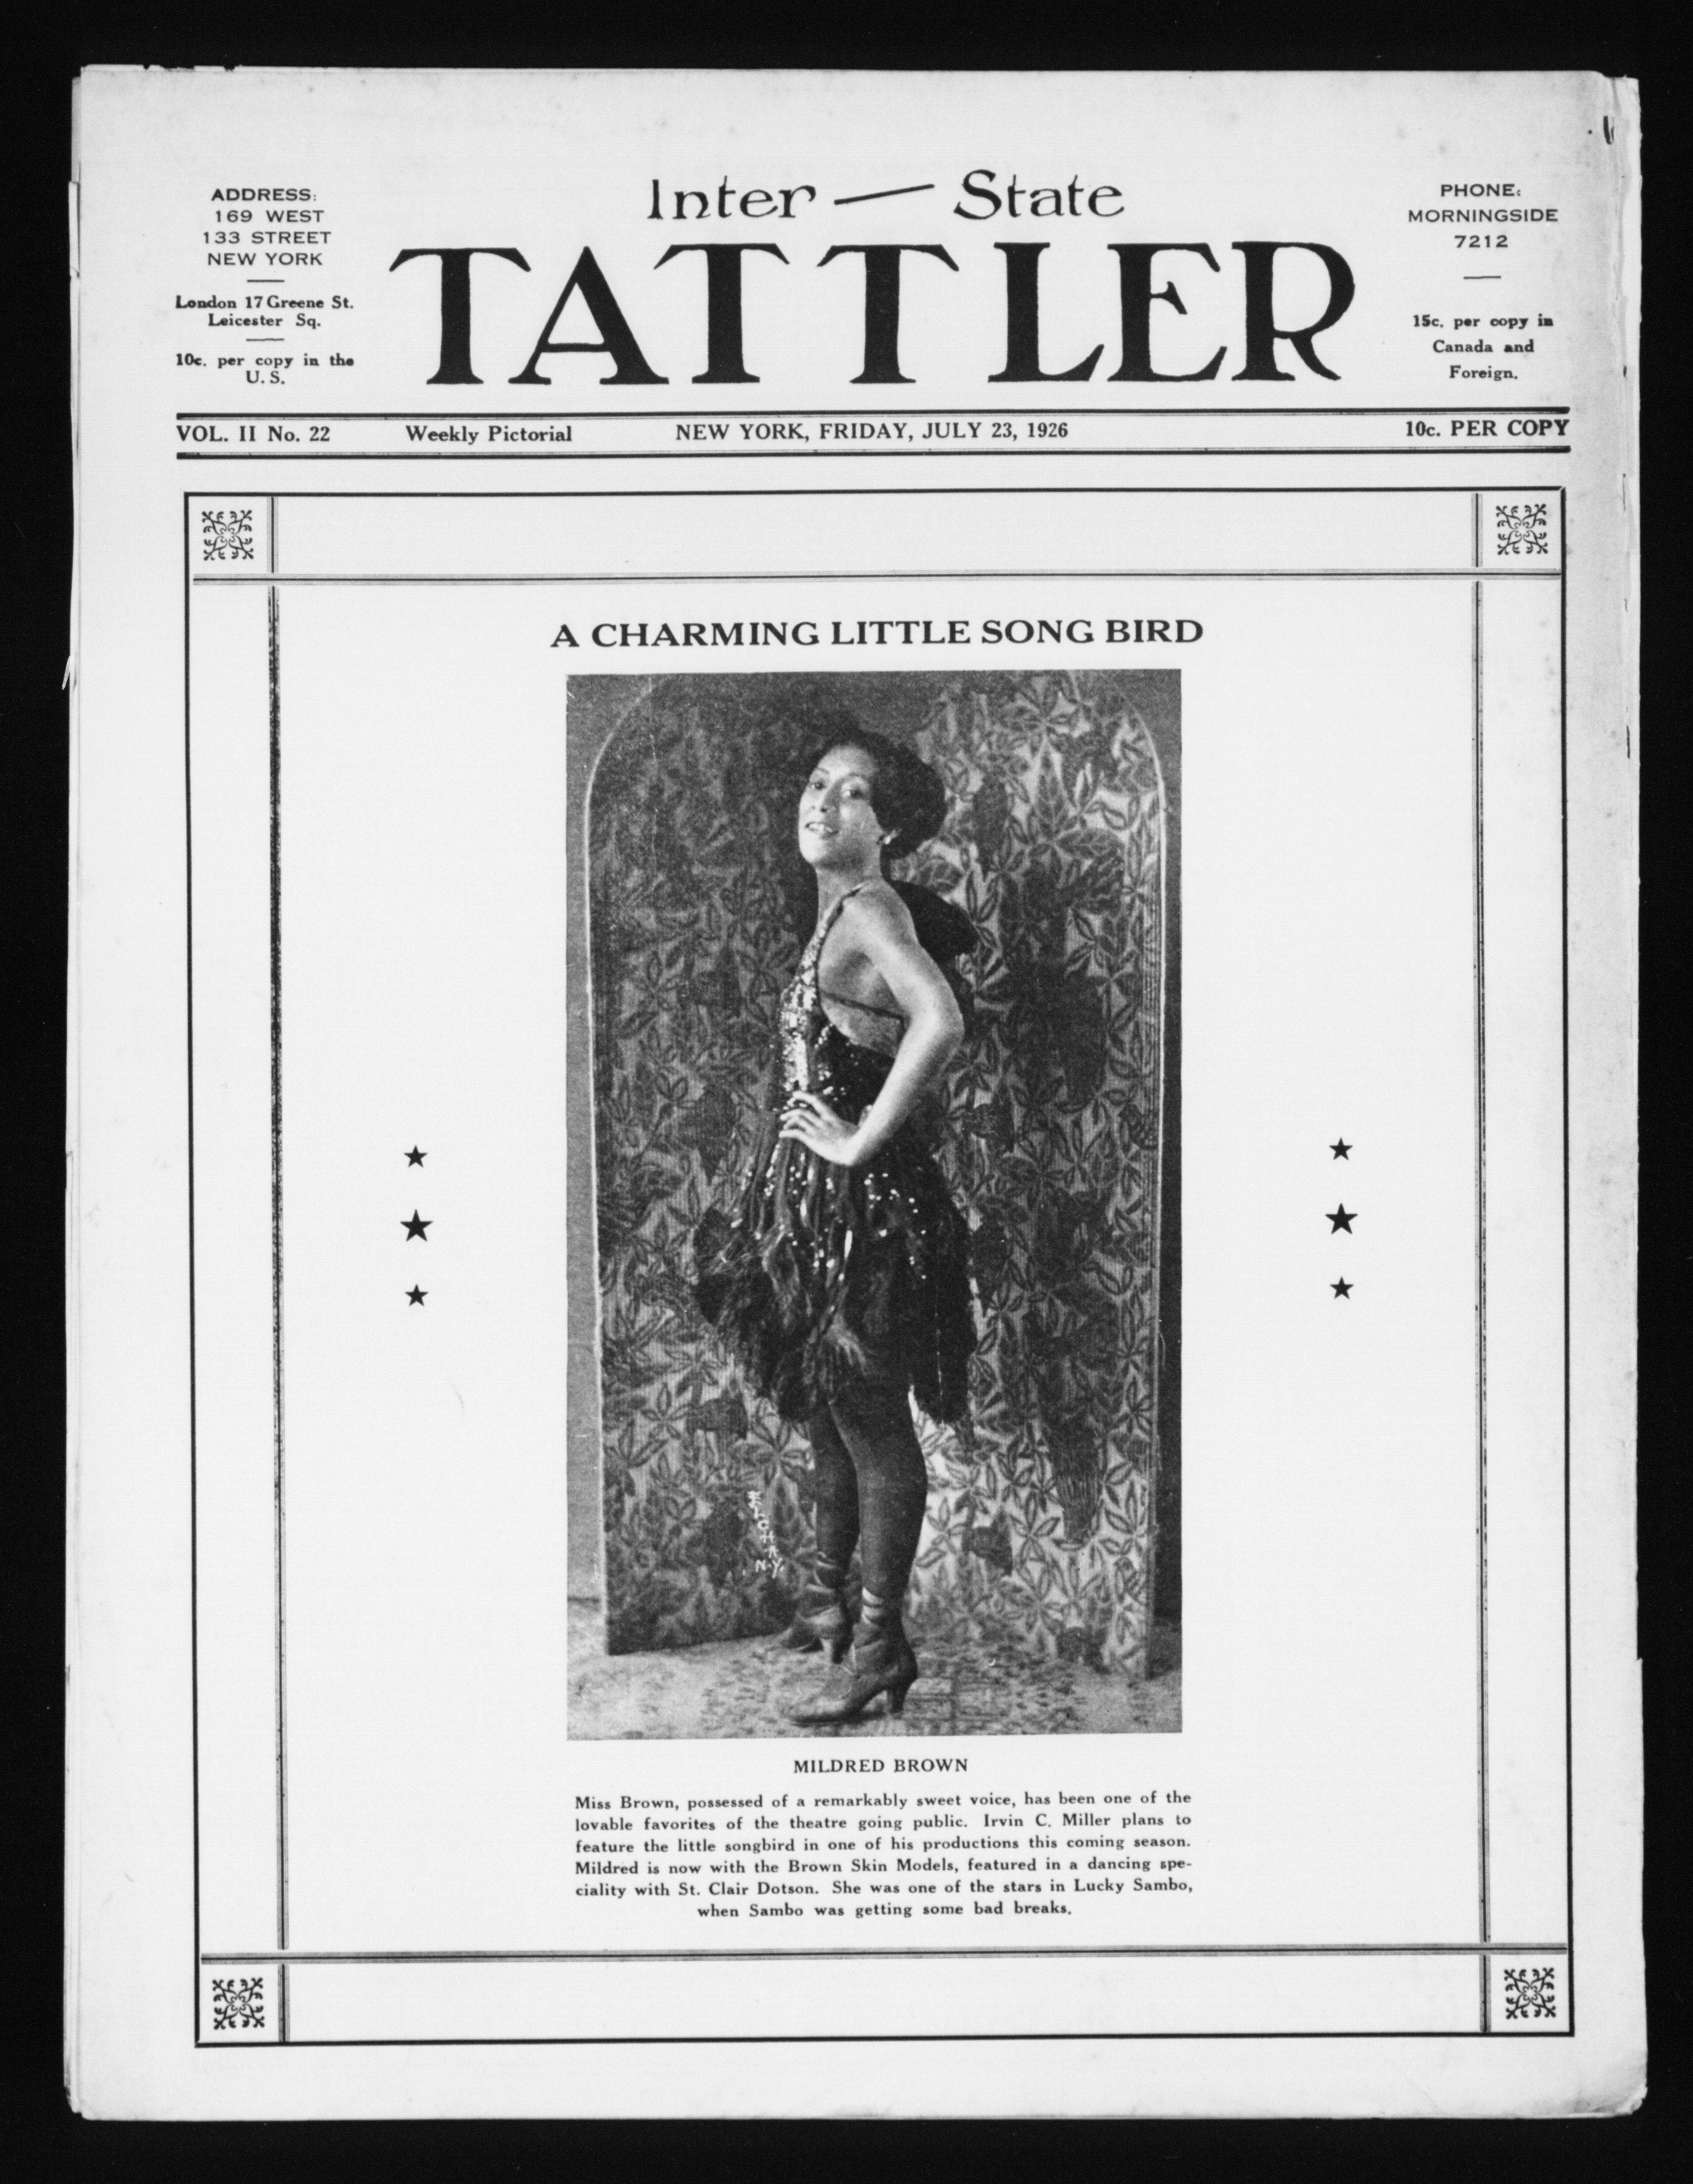 ADDRESS:
169 WEST
133 STREET
NEW YORK
London 17 Greene St.
Leicester Sq.
10c. per copy in the
U. S.
Inter — State
TATTLER
PHONE:
MORNINGSIDE
7212
15c. per copy in
Canada and
Foreign.
VOL. II No. 22 Weekly Pictorial NEW YORK, FRIDAY, JULY 23, 1926 10c. PER COPY
A CHARMING LITTLE SONG BIRD
N.Y.
MILDRED BROWN
Miss Brown, possessed of a remarkably sweet voice, has been one of the
lovable favorites of the theatre going public. Irvin C. Miller plans to
feature the little songbird in one of his productions this coming season.
Mildred is now with the Brown Skin Models, featured in a dancing spe-
ciality with St. Clair Dotson. She was one of the stars in Lucky Sambo,
when Sambo was getting some bad breaks.